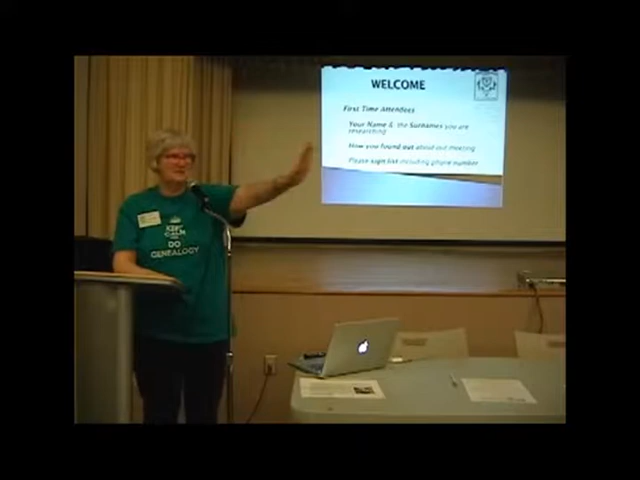 WELCOME
First Time Attendees
Your Name & the Surnames you are
researching
How you found out about our meeting
Please sign list including phone number
KEEP
CALM
DO
GENEALOGY